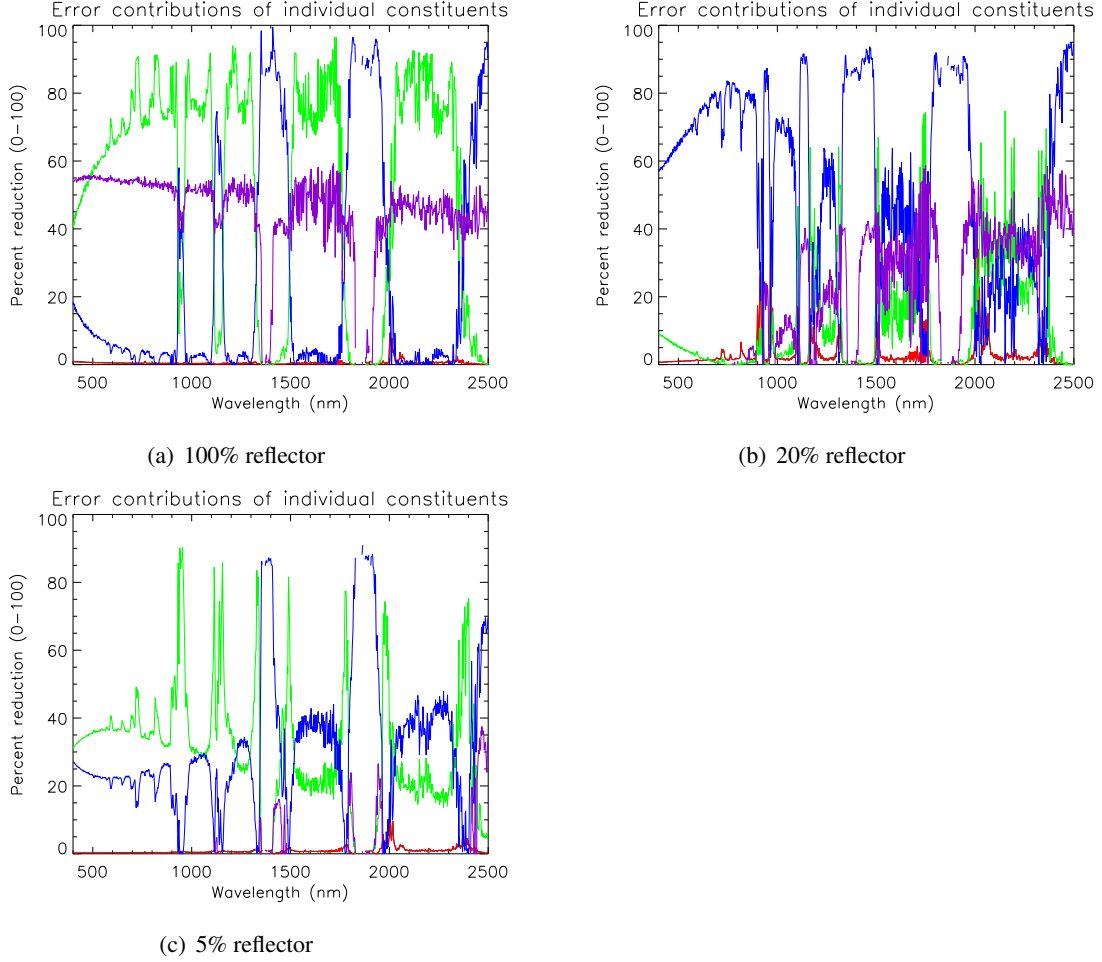 Error contributions of individual constituents
Percent reduction (0-100)
100
80
60
40
20
0
500 1000 1500 2000 2500
Wavelength (nm)
(a) 100% reflector
Error contributions of individual constituents
Percent reduction (0-100)
100
80
60
40
20
0
500 1000 1500 2000 2500
Wavelength (nm)
(b) 20% reflector
Error contributions of individual constituents
Percent reduction (0-100)
100
80
60
40
20
0
500 1000 1500 2000 2500
Wavelength (nm)
(c) 5% reflector